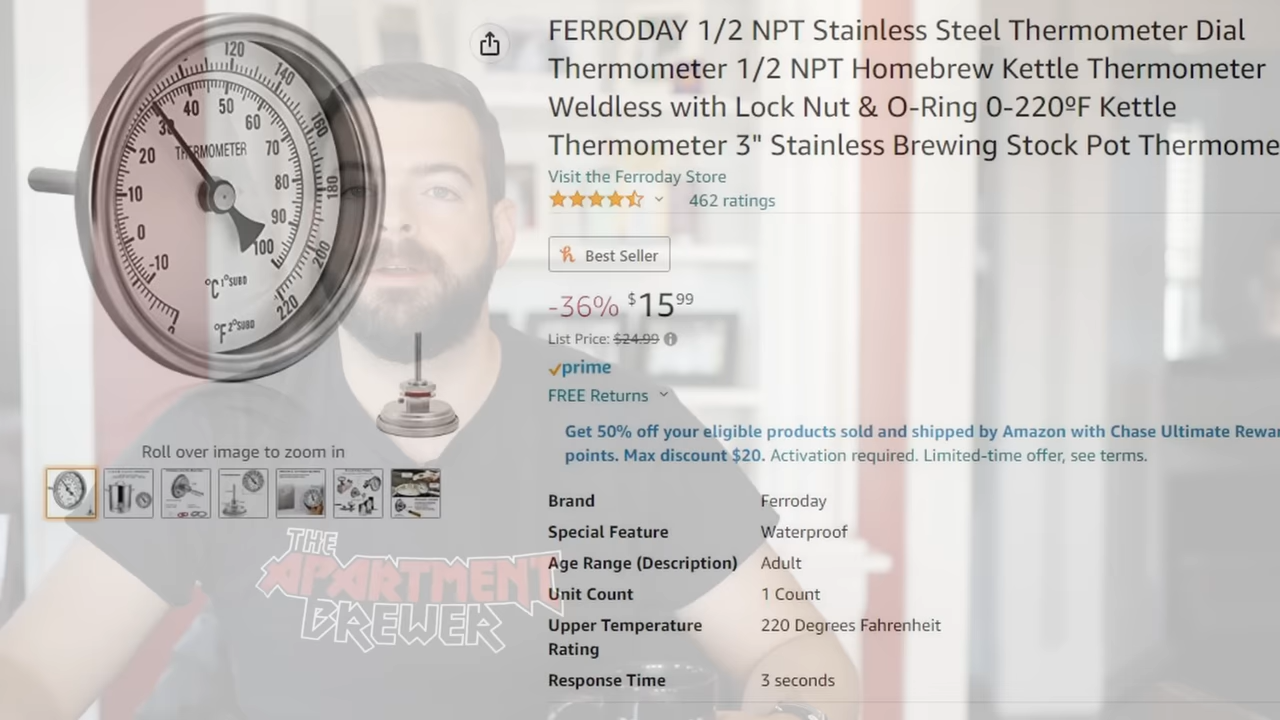 FERRODAY 1/2 NPT Stainless Steel Thermometer Dial
Thermometer 1/2 NPT Homebrew Kettle Thermometer
Weldless with Lock Nut & O-Ring 0-220ºF Kettle
Thermometer 3" Stainless Brewing Stock Pot Thermome
Visit the Ferroday Store
462 ratings
Best Seller
-36% $1599
List Price: $24.99
prime
FREE Returns
Get 50% off your eligible products sold and shipped by Amazon with Chase Ultimate Rewar
points. Max discount $20. Activation required. Limited-time offer, see terms.
Brand Ferroday
Special Feature Waterproof
Age Range (Description) Adult
Unit Count 1 Count
Upper Temperature 220 Degrees Fahrenheit
Rating
Response Time 3 seconds
120
140
160
180
200
220
-10
0
10
20
30
40
50
60
70
80
90
100
THERMOMETER
°C 1°SUBD
°F 2°SUBD
Roll over image to zoom in
THE
APARTMENT
BREWER